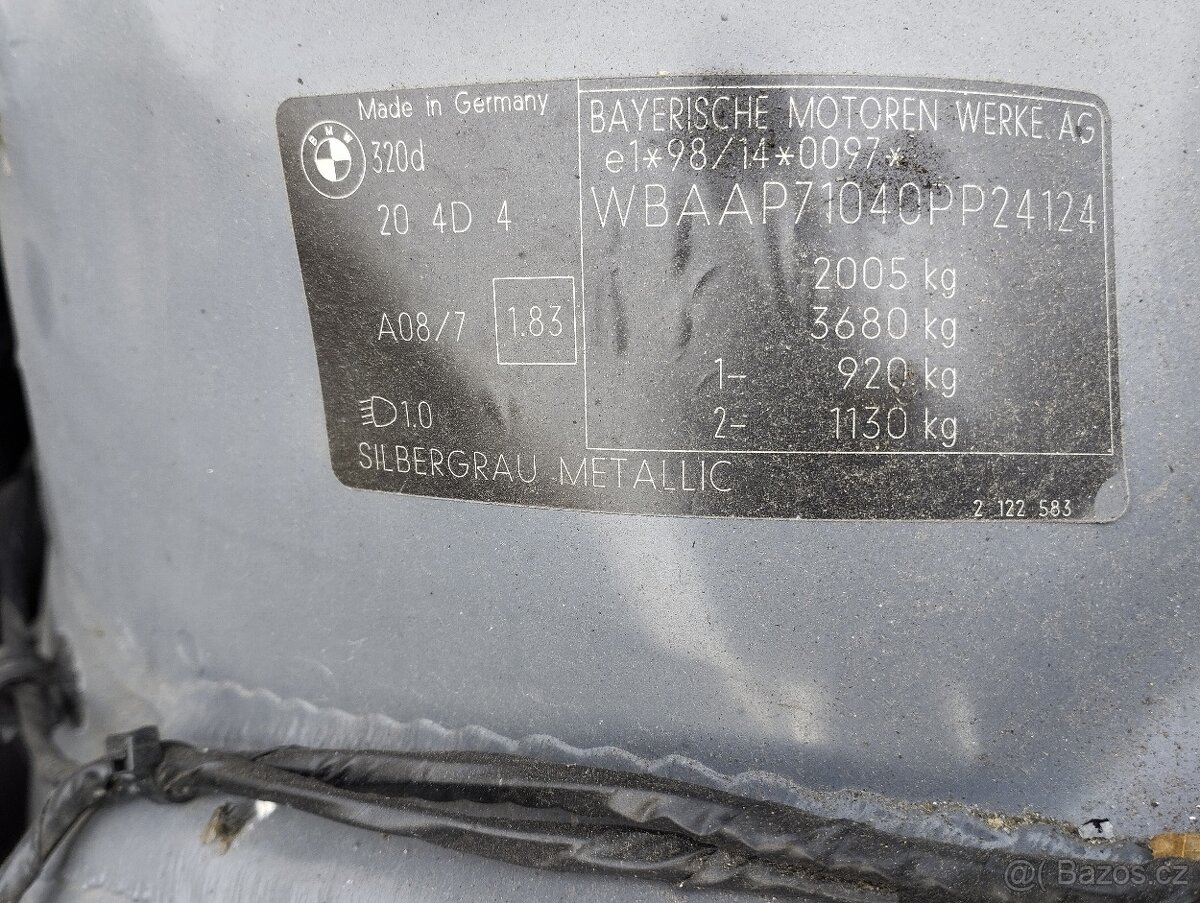 Made in Germany
BMW
320d
20 4D 4
A08/7
1.83
1.0
SILBERGRAU METALLIC
BAYERISCHE MOTOREN WERKE AG
e1*98/14*0097*
WBAAP71040PP24124
2005 kg
3680 kg
1- 920 kg
2- 1130 kg
2 122 583
@( Bazos.cz